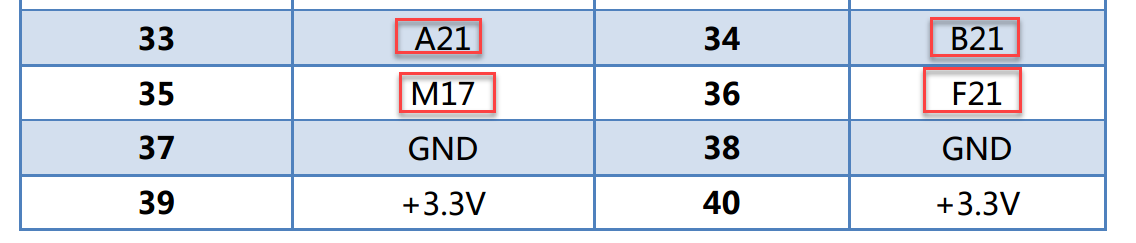 33 A21 34 B21
35 M17 36 F21
37 GND 38 GND
39 +3.3V 40 +3.3V